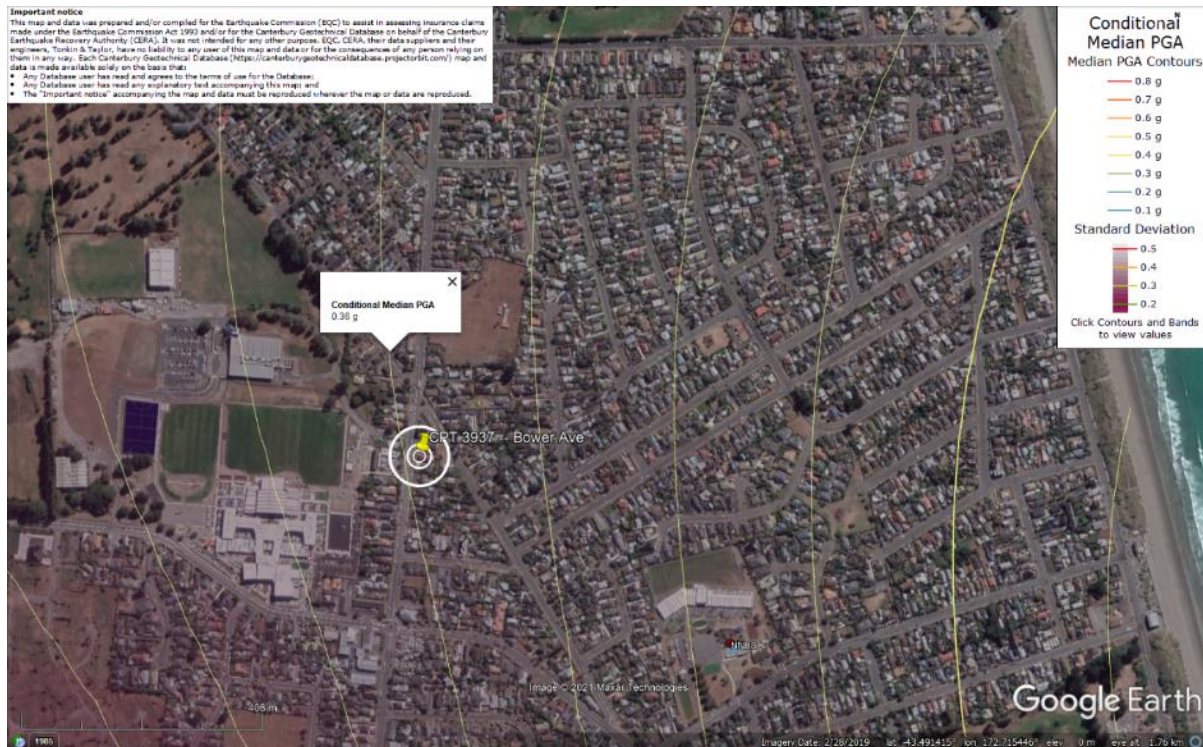 Important notice
This map and data was prepared and/or compiled for the Earthquake Commission (EQC) to assist in assessing insurance claims
made under the Earthquake Commission Act 1993 and/or for the Canterbury Geotechnical Database on behalf of the Canterbury
Earthquake Recovery Authority (CERA). It was not intended for any other purpose. EQC, CERA, their data suppliers and their
engineers, Tonkin & Taylor, have no liability to any user of this map and data or for the consequences of any person relying on
them in any way. Each Canterbury Geotechnical Database (https://canterburygeotechnicaldatabase.projectorbit.com/) map and
data is made available solely on the basis that:
• Any Database user has read and agrees to the terms of use for the Database;
• Any Database user has read any explanatory text accompanying this map; and
• The "Important notice" accompanying the map and data must be reproduced wherever the map or data are reproduced.
N
Conditional
Median PGA
Median PGA Contours
0.8 g
0.7 g
0.6 g
0.5 g
0.4 g
0.3 g
0.2 g
0.1 g
Standard Deviation
0.5
0.4
0.3
0.2
Click Contours and Bands
to view values
Conditional Median PGA
0.36 g
CPT 3937 - Bower Ave
NNBS
Image © 2021 Maxar Technologies
408 m
Google Earth
1985
Imagery Date: 2/28/2019 lat -43.491415° lon 172.715446° elev 0 m eye alt 1.76 km